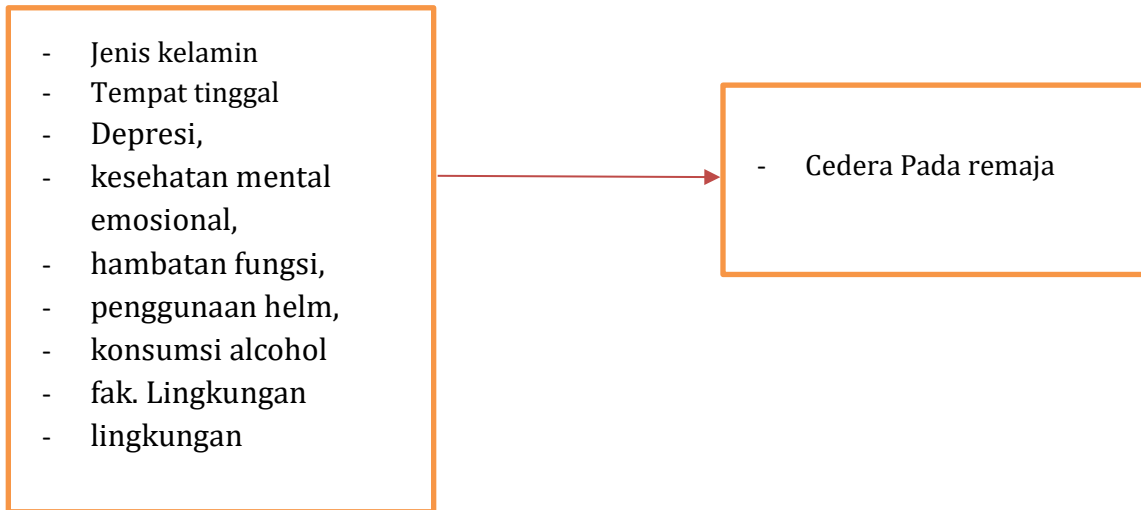 - Jenis kelamin
- Tempat tinggal
- Depresi,
- kesehatan mental
emosional,
- hambatan fungsi,
- penggunaan helm,
- konsumsi alcohol
- fak. Lingkungan
- lingkungan
- Cedera Pada remaja